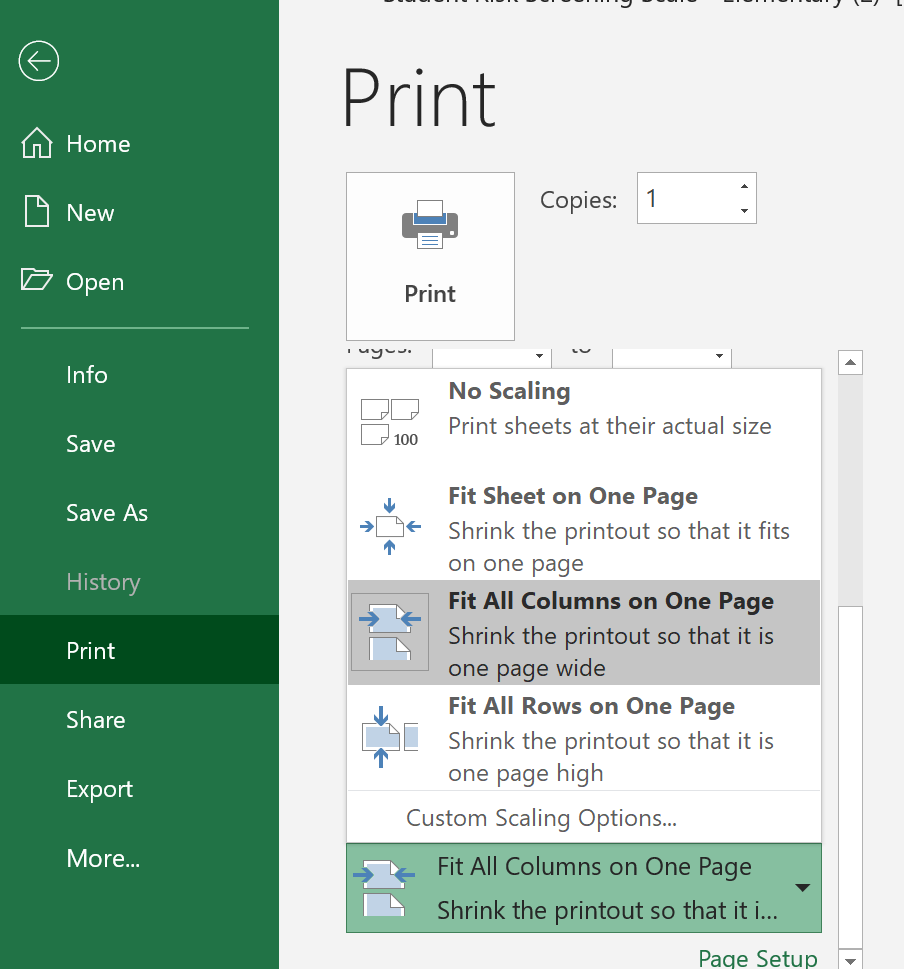 Student Risk Screening Scale - Elementary (2) - [
Print
Home
New
Open
Info
Save
Save As
History
Print
Share
Export
More...
Print
Copies:
1
Pages:
to
No Scaling
Print sheets at their actual size
100
Fit Sheet on One Page
Shrink the printout so that it fits
on one page
Fit All Columns on One Page
Shrink the printout so that it is
one page wide
Fit All Rows on One Page
Shrink the printout so that it is
one page high
Custom Scaling Options...
Fit All Columns on One Page
Shrink the printout so that it i...
Page Setup